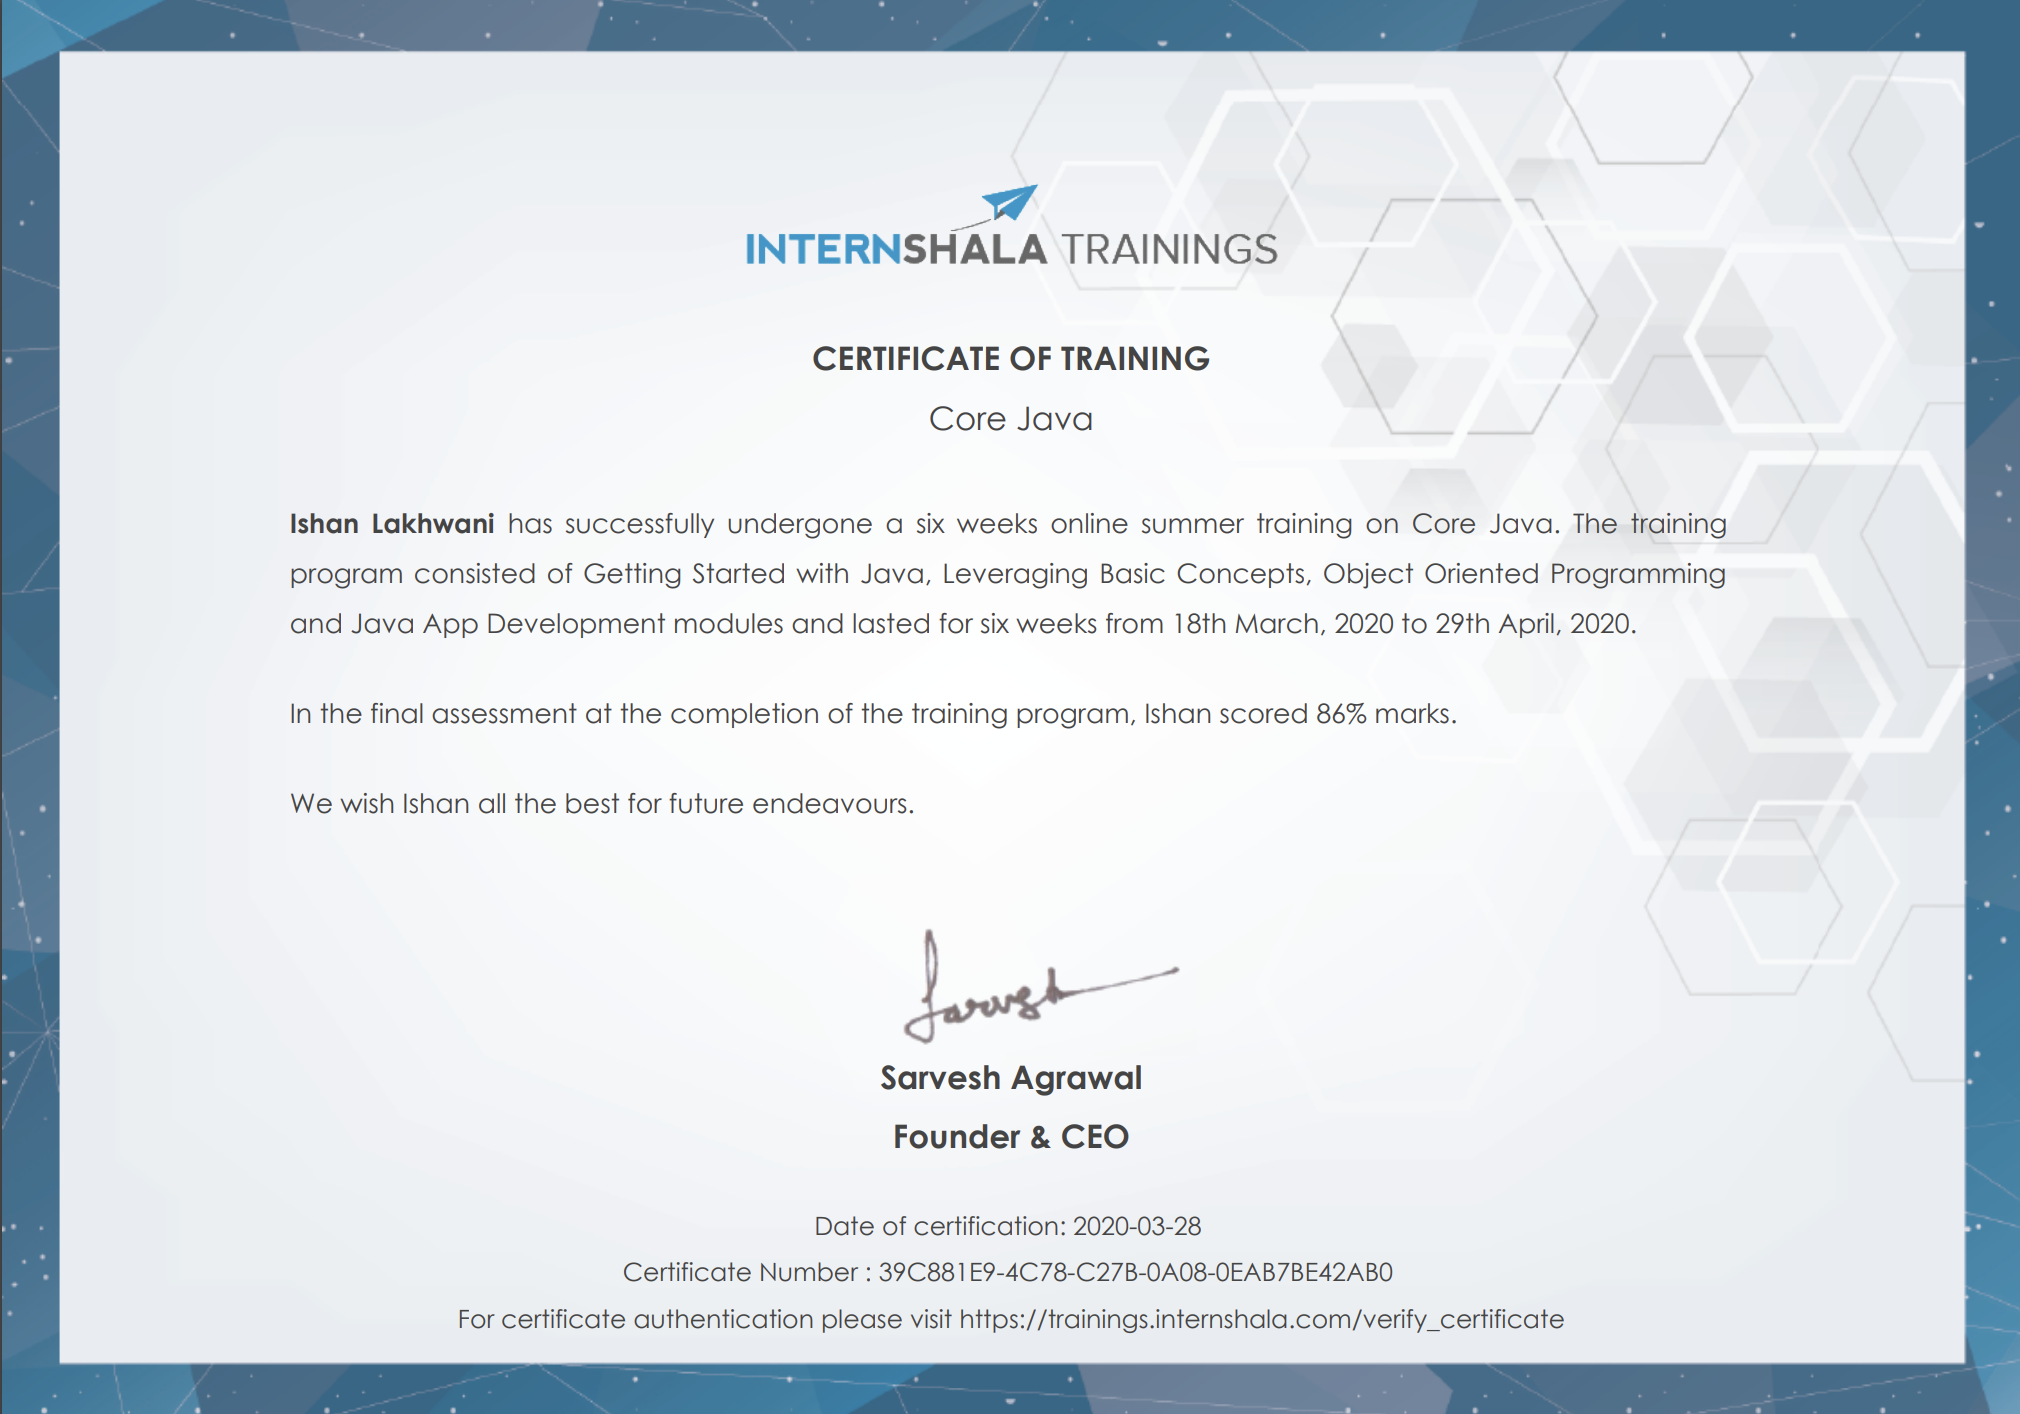 INTERNSHALA TRAININGS
CERTIFICATE OF TRAINING
Core Java
Ishan Lakhwani has successfully undergone a six weeks online summer training on Core Java. The training
program consisted of Getting Started with Java, Leveraging Basic Concepts, Object Oriented Programming
and Java App Development modules and lasted for six weeks from 18th March, 2020 to 29th April, 2020.
In the final assessment at the completion of the training program, Ishan scored 86% marks.
We wish Ishan all the best for future endeavours.
Sarvesh
Sarvesh Agrawal
Founder & CEO
Date of certification: 2020-03-28
Certificate Number : 39C881E9-4C78-C27B-0A08-0EAB7BE42AB0
For certificate authentication please visit https://trainings.internshala.com/verify_certificate